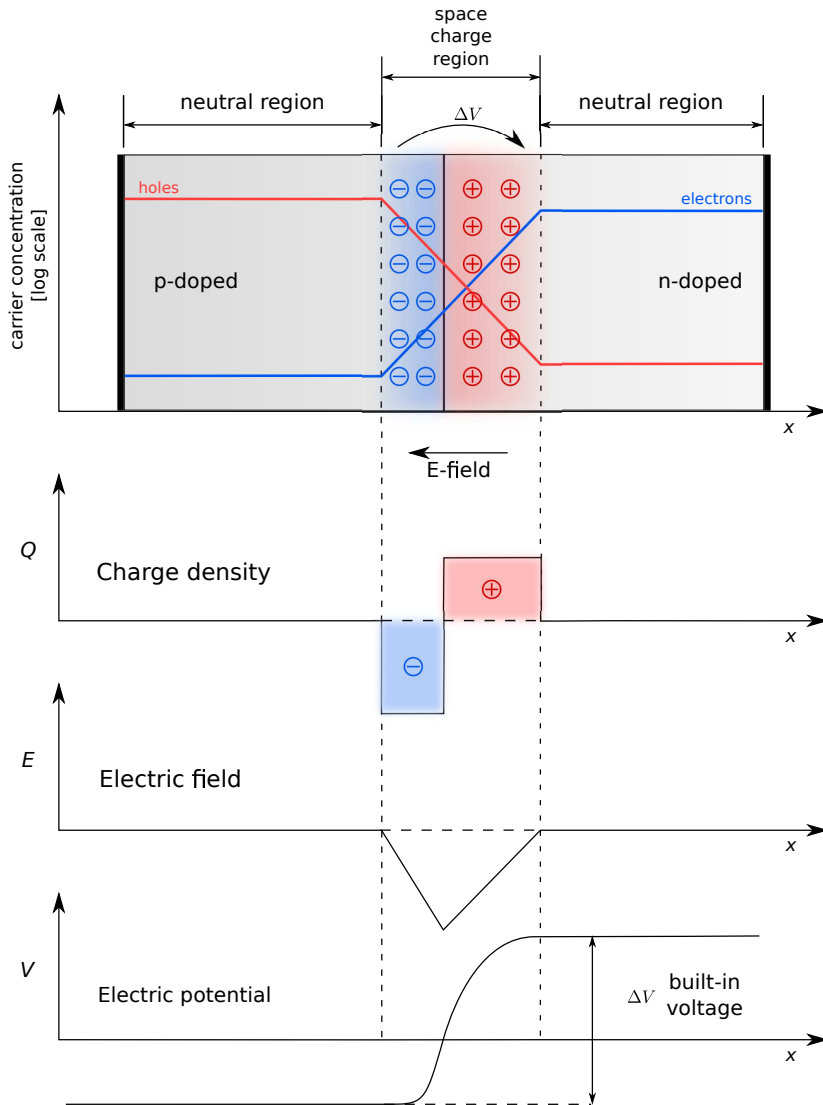 space
charge
region
neutral region
neutral region
ΔV
holes
electrons
carrier concentration
[log scale]
p-doped
n-doped
x
E-field
Q
Charge density
x
E
Electric field
x
V
Electric potential
ΔV
built-in
voltage
x